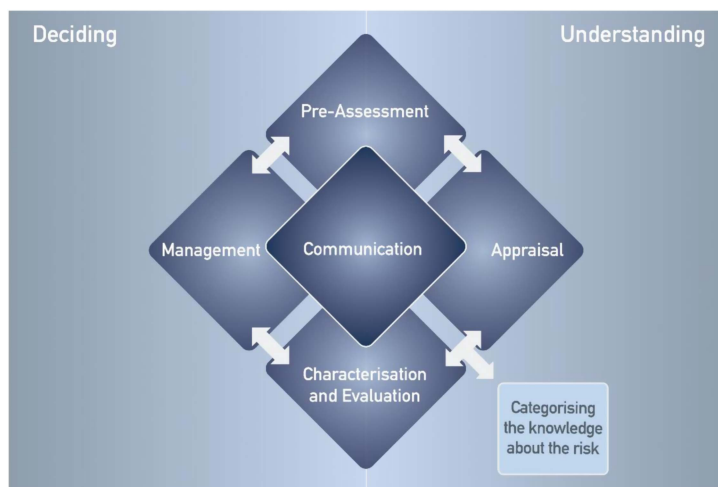 Deciding
Understanding
Pre-Assessment
Management
Communication
Appraisal
Characterisation
and Evaluation
Categorising
the knowledge
about the risk